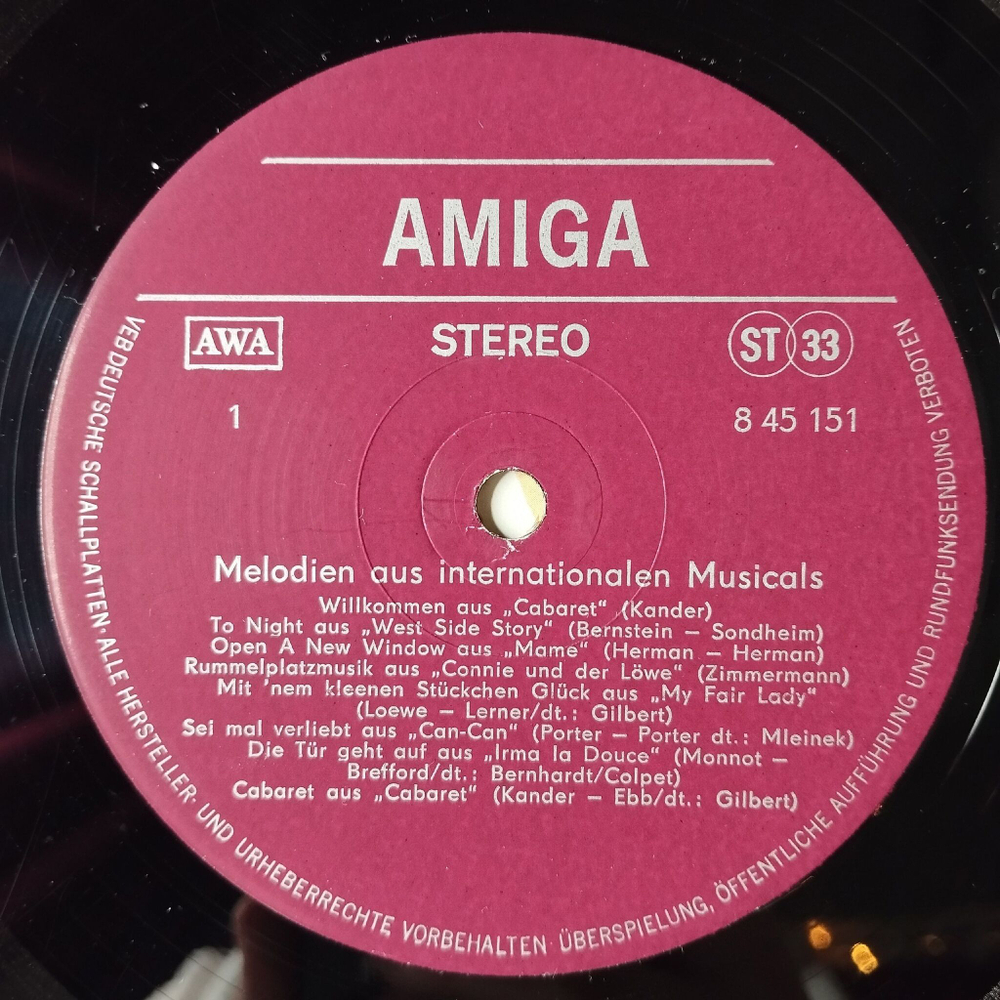 AMIGA
AWA
STEREO
ST 33
1
8 45 151
Melodien aus internationalen Musicals
Willkommen aus „Cabaret“ (Kander)
To Night aus „West Side Story“ (Bernstein – Sondheim)
Open A New Window aus „Mame“ (Herman – Herman)
Rummelplatzmusik aus „Connie und der Löwe“ (Zimmermann)
Mit 'nem kleenen Stückchen Glück aus „My Fair Lady“
(Loewe – Lerner/dt.: Gilbert)
Sei mal verliebt aus „Can-Can“ (Porter – Porter dt.: Mleinek)
Die Tür geht auf aus „Irma la Douce“ (Monnot –
Brefford/dt.: Bernhardt/Colpet)
Cabaret aus „Cabaret“ (Kander – Ebb/dt.: Gilbert)
VEB DEUTSCHE SCHALLPLATTEN · ALLE HERSTELLER- UND URHEBERRECHTE VORBEHALTEN · ÜBERSPIELUNG, ÖFFENTLICHE AUFFÜHRUNG UND RUNDFUNKSENDUNG VERBOTEN